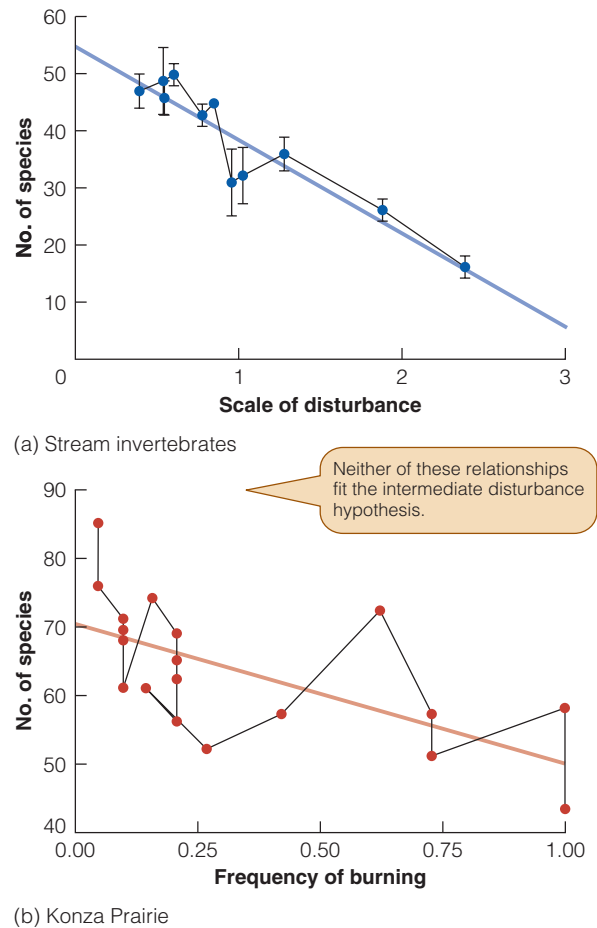 60
50
40
30
20
10
0
1
2
3
No. of species
Scale of disturbance
(a) Stream invertebrates
Neither of these relationships
fit the intermediate disturbance
hypothesis.
90
80
70
60
50
40
0.00
0.25
0.50
0.75
1.00
No. of species
Frequency of burning
(b) Konza Prairie